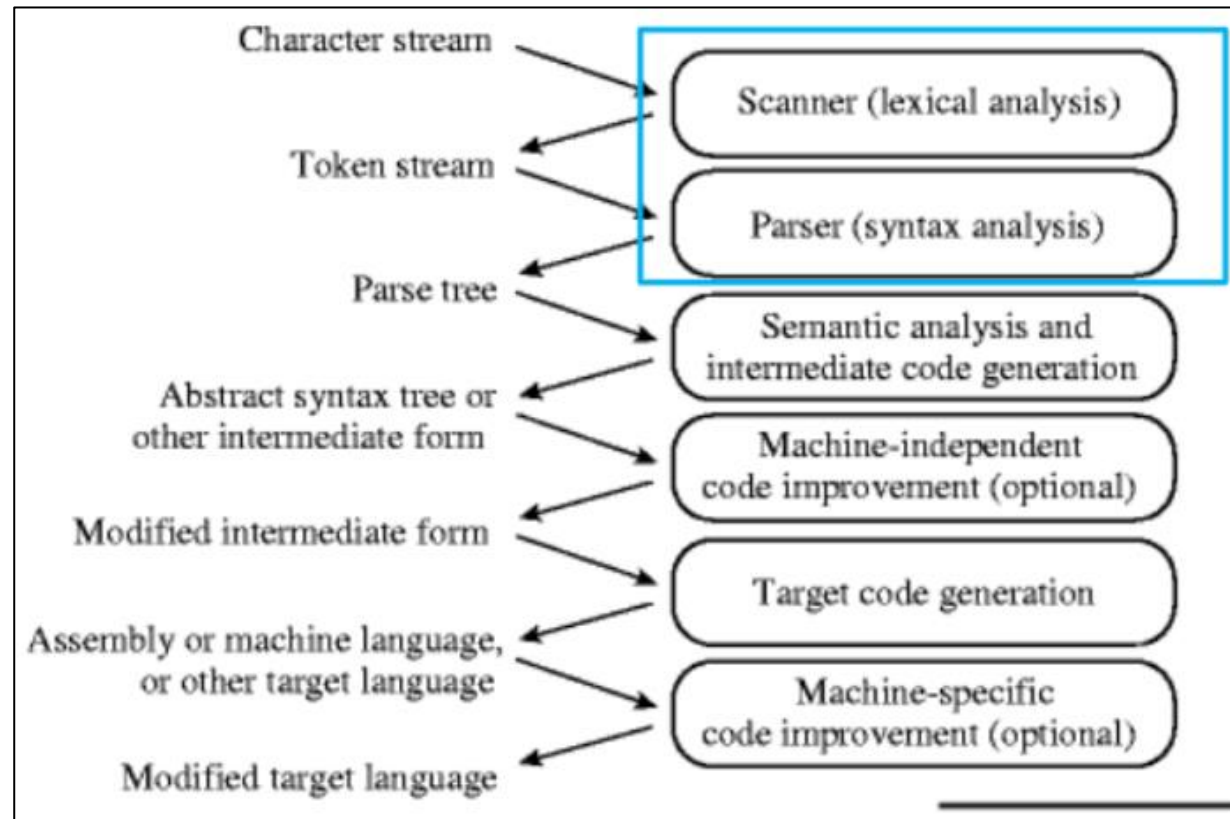 Character stream
Scanner (lexical analysis)
Token stream
Parser (syntax analysis)
Parse tree
Semantic analysis and
intermediate code generation
Abstract syntax tree or
other intermediate form
Machine-independent
code improvement (optional)
Modified intermediate form
Target code generation
Assembly or machine language,
or other target language
Machine-specific
code improvement (optional)
Modified target language